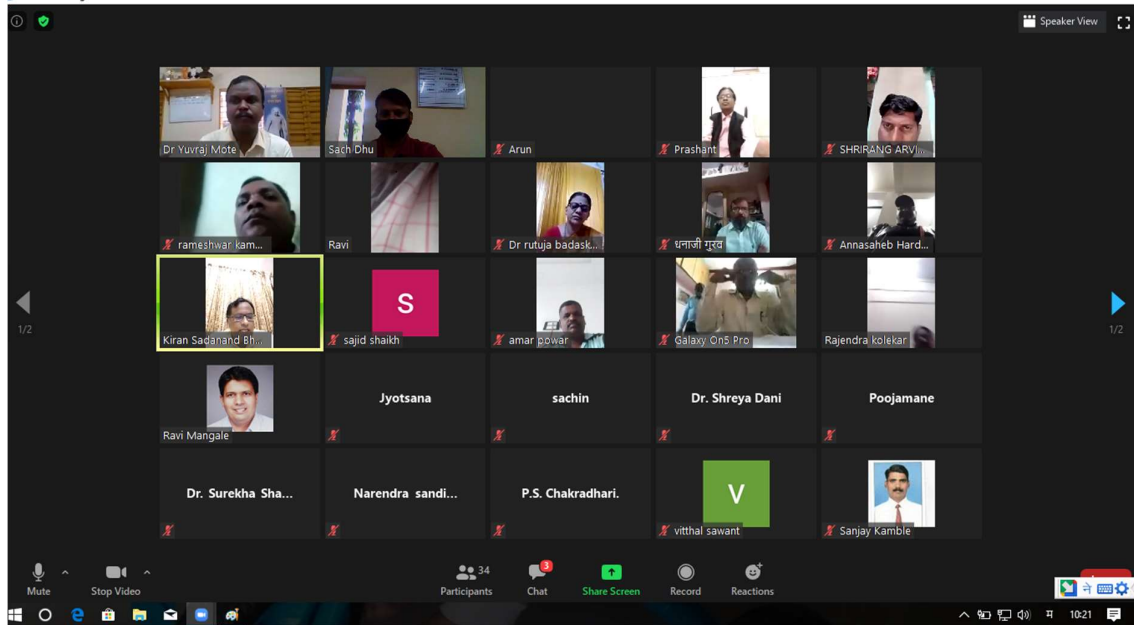 Speaker View
Dr Yuvraj Mote
Sach Dhu
Arun
Prashant
SHRIRANG ARVI...
rameshwar kam...
Ravi
Dr rutuja badask...
धनाजी गुरव
Annasaheb Hard...
Kiran Sadanand Bh...
S
sajid shaikh
amar powar
Galaxy On5 Pro
Rajendra kolekar
1/2
1/2
Ravi Mangale
Jyotsana
sachin
Dr. Shreya Dani
Poojamane
Dr. Surekha Sha...
Narendra sandi...
P.S. Chakradhari.
V
vitthal sawant
Sanjay Kamble
Mute
Stop Video
34
Participants
3
Chat
Share Screen
Record
Reactions
ने
म
10:21